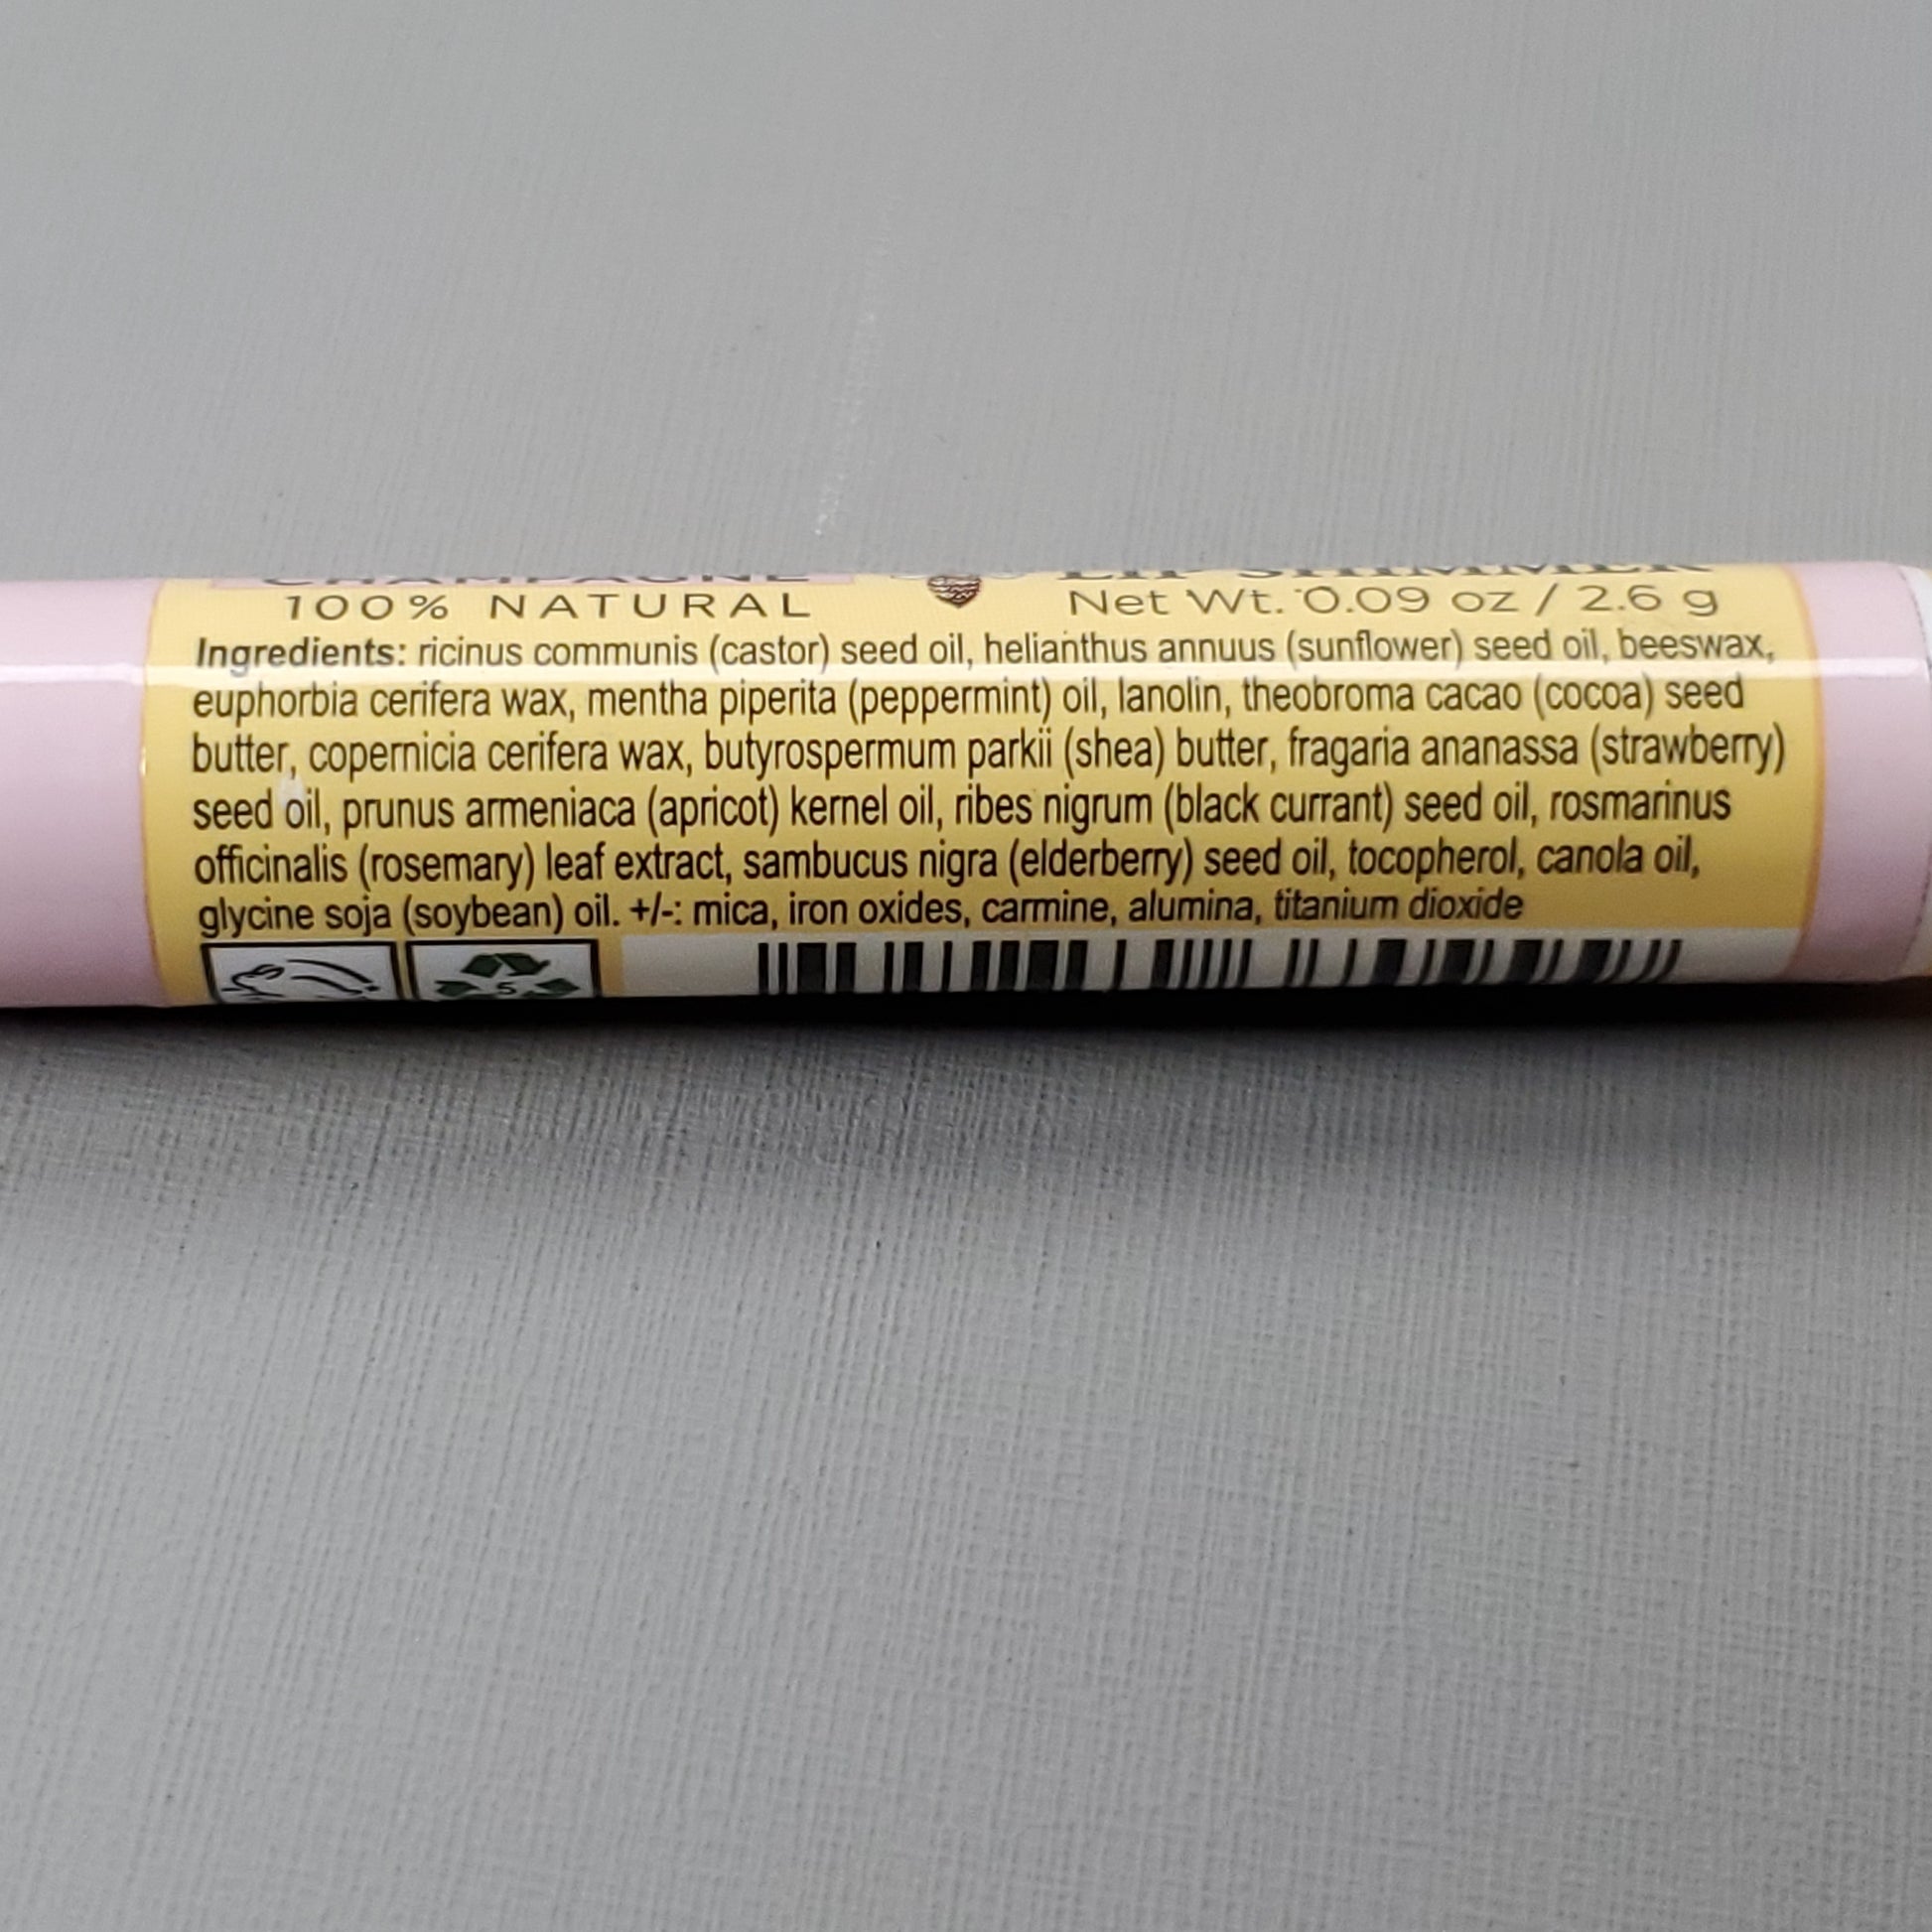 CHAMPAGNE
100% NATURAL
LIP SHIMMER
Net Wt. 0.09 oz / 2.6 g
Ingredients: ricinus communis (castor) seed oil, helianthus annuus (sunflower) seed oil, beeswax,
euphorbia cerifera wax, mentha piperita (peppermint) oil, lanolin, theobroma cacao (cocoa) seed
butter, copernicia cerifera wax, butyrospermum parkii (shea) butter, fragaria ananassa (strawberry)
seed oil, prunus armeniaca (apricot) kernel oil, ribes nigrum (black currant) seed oil, rosmarinus
officinalis (rosemary) leaf extract, sambucus nigra (elderberry) seed oil, tocopherol, canola oil,
glycine soja (soybean) oil. +/-: mica, iron oxides, carmine, alumina, titanium dioxide
5